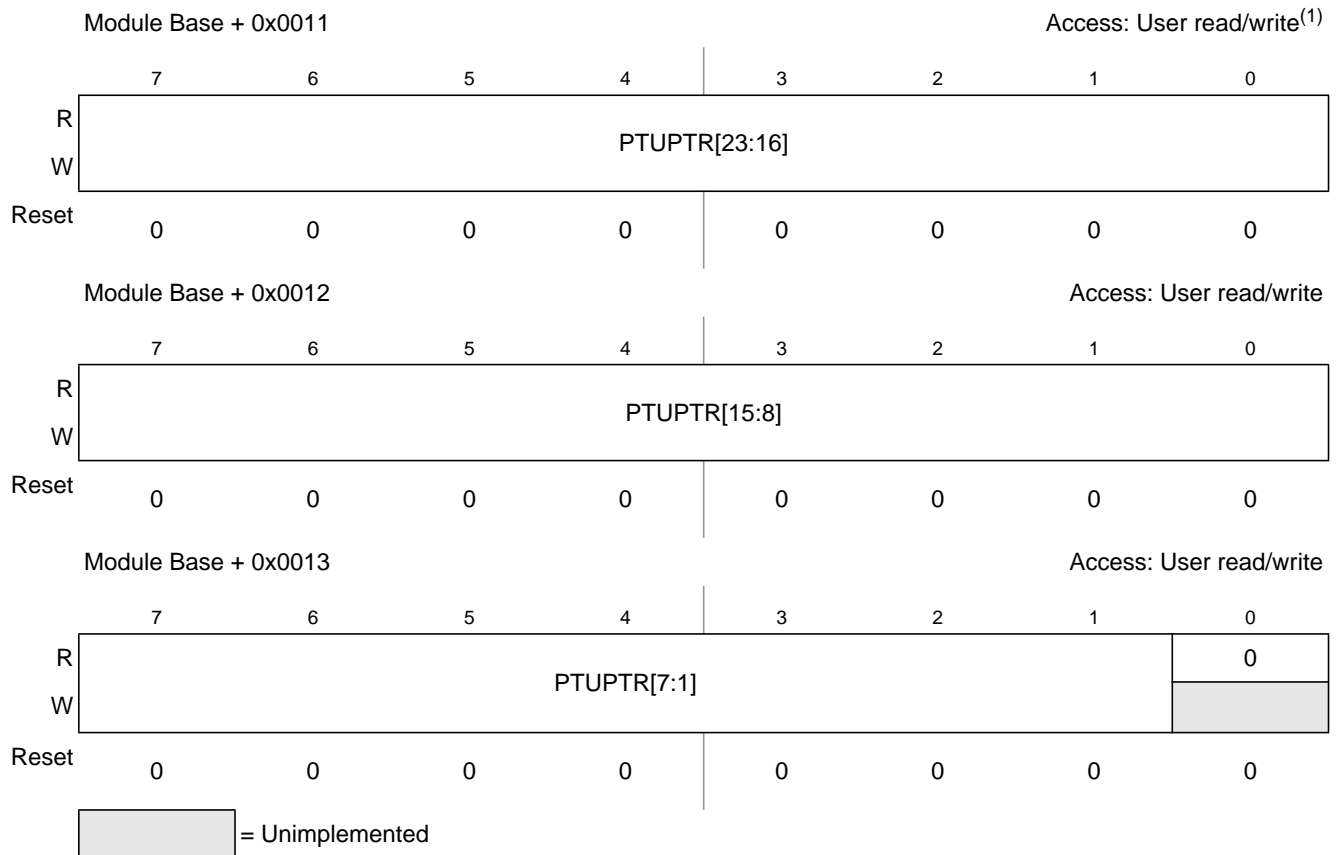 Module Base + 0x0011 Access: User read/write(1)
7 6 5 4 3 2 1 0
R
PTUPTR[23:16]
W
Reset 0 0 0 0 0 0 0 0
Module Base + 0x0012 Access: User read/write
7 6 5 4 3 2 1 0
R
PTUPTR[15:8]
W
Reset 0 0 0 0 0 0 0 0
Module Base + 0x0013 Access: User read/write
7 6 5 4 3 2 1 0
R 0
PTUPTR[7:1]
W
Reset 0 0 0 0 0 0 0 0
= Unimplemented